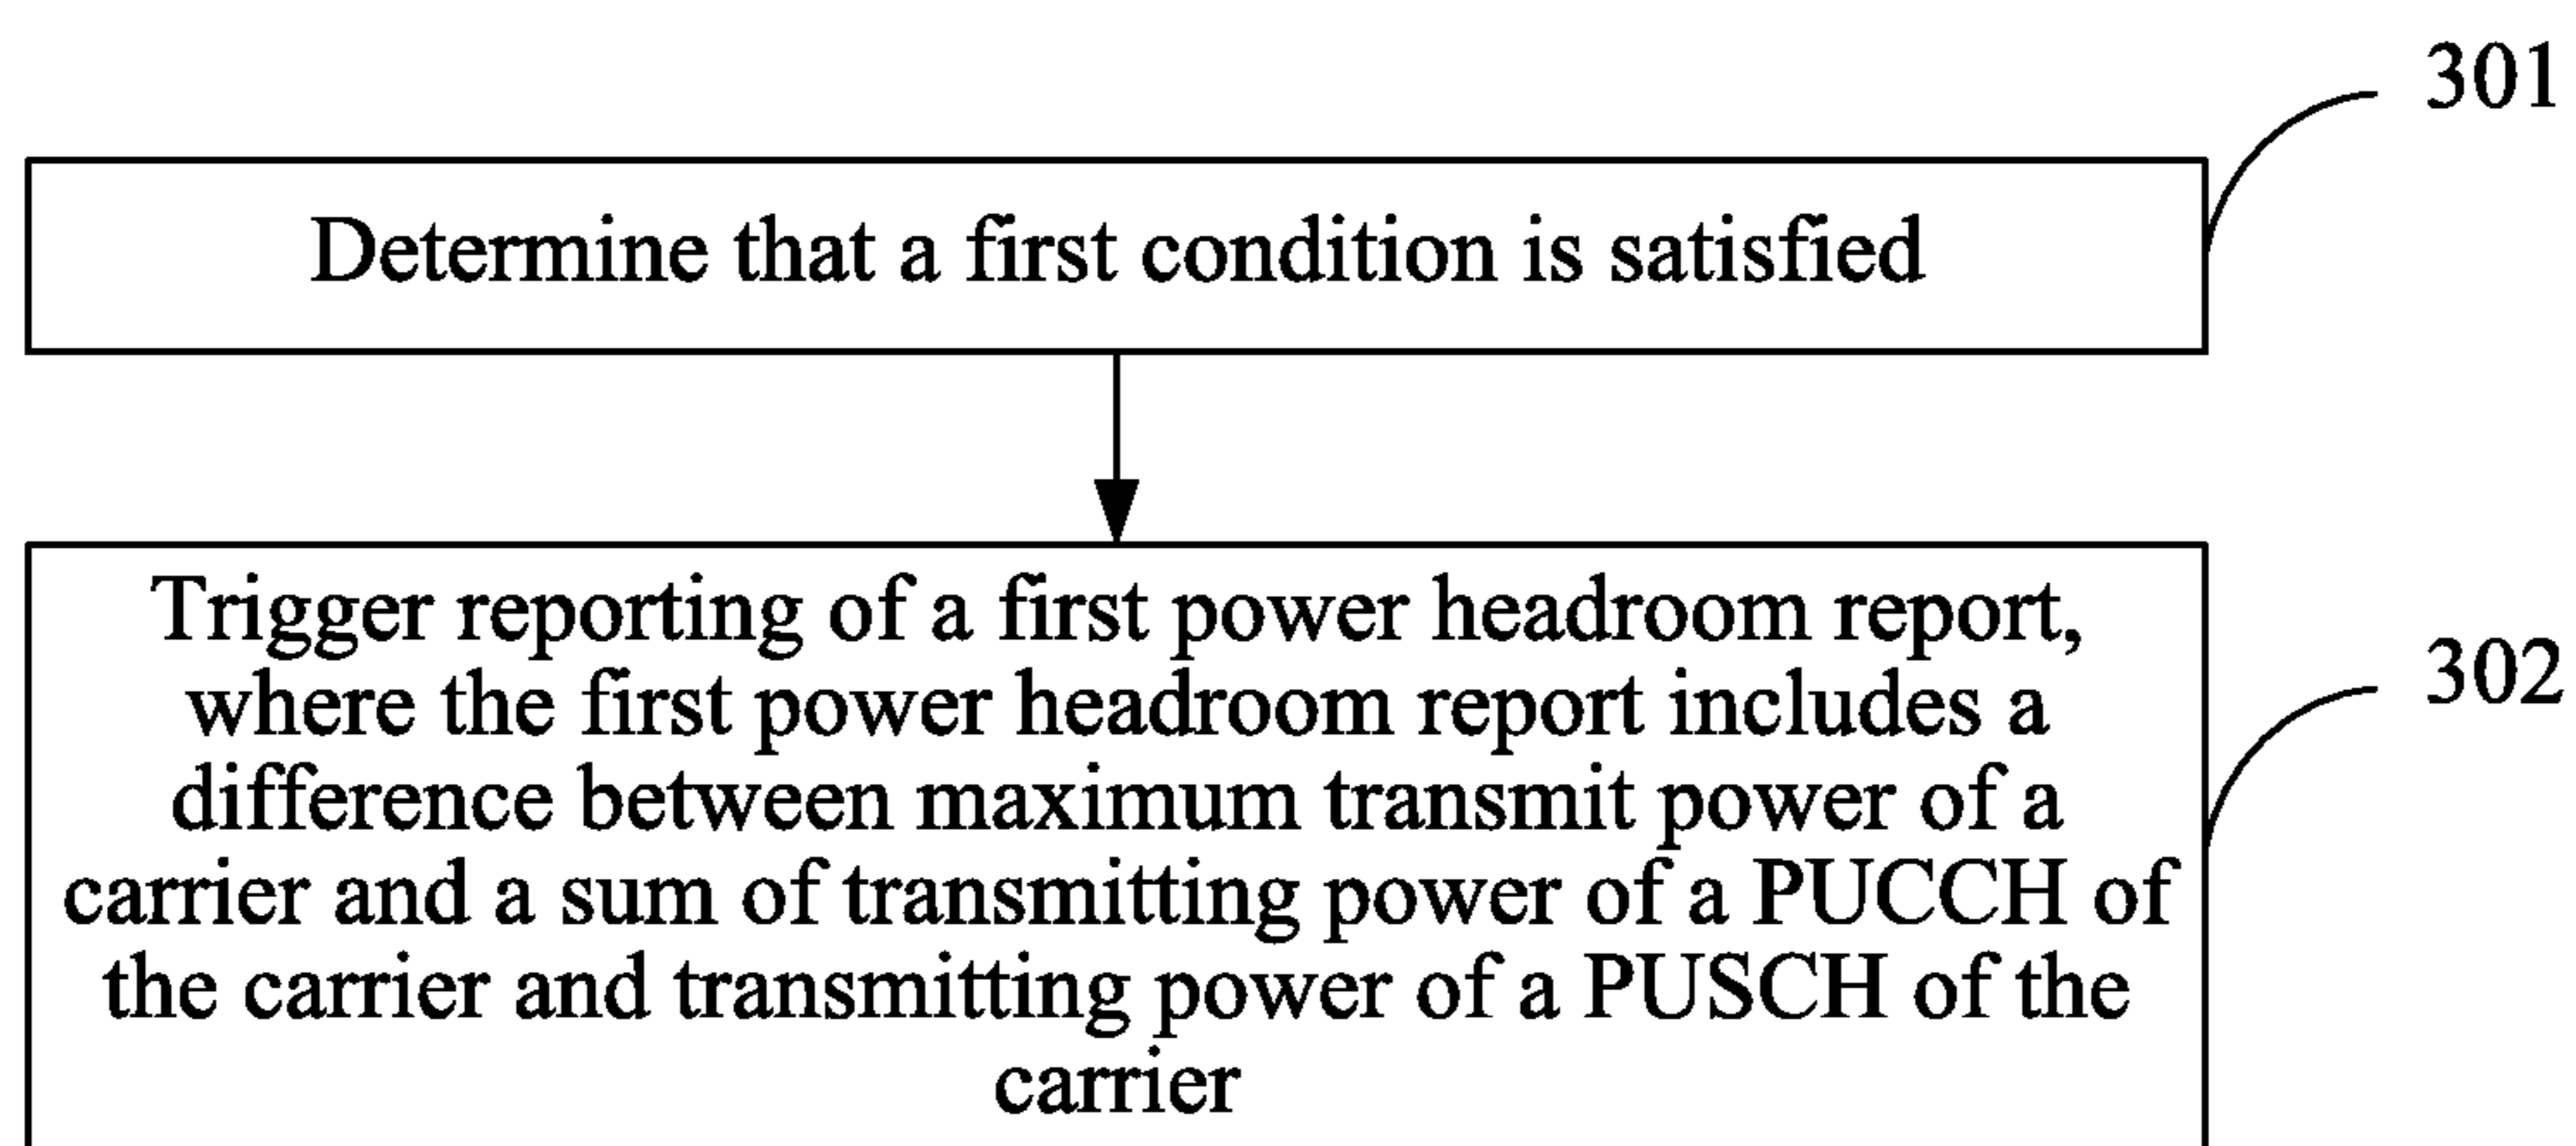 301
Determine that a first condition is satisfied
Trigger reporting of a first power headroom report,
where the first power headroom report includes a
difference between maximum transmit power of a
carrier and a sum of transmitting power of a PUCCH of
the carrier and transmitting power of a PUSCH of the
carrier
302